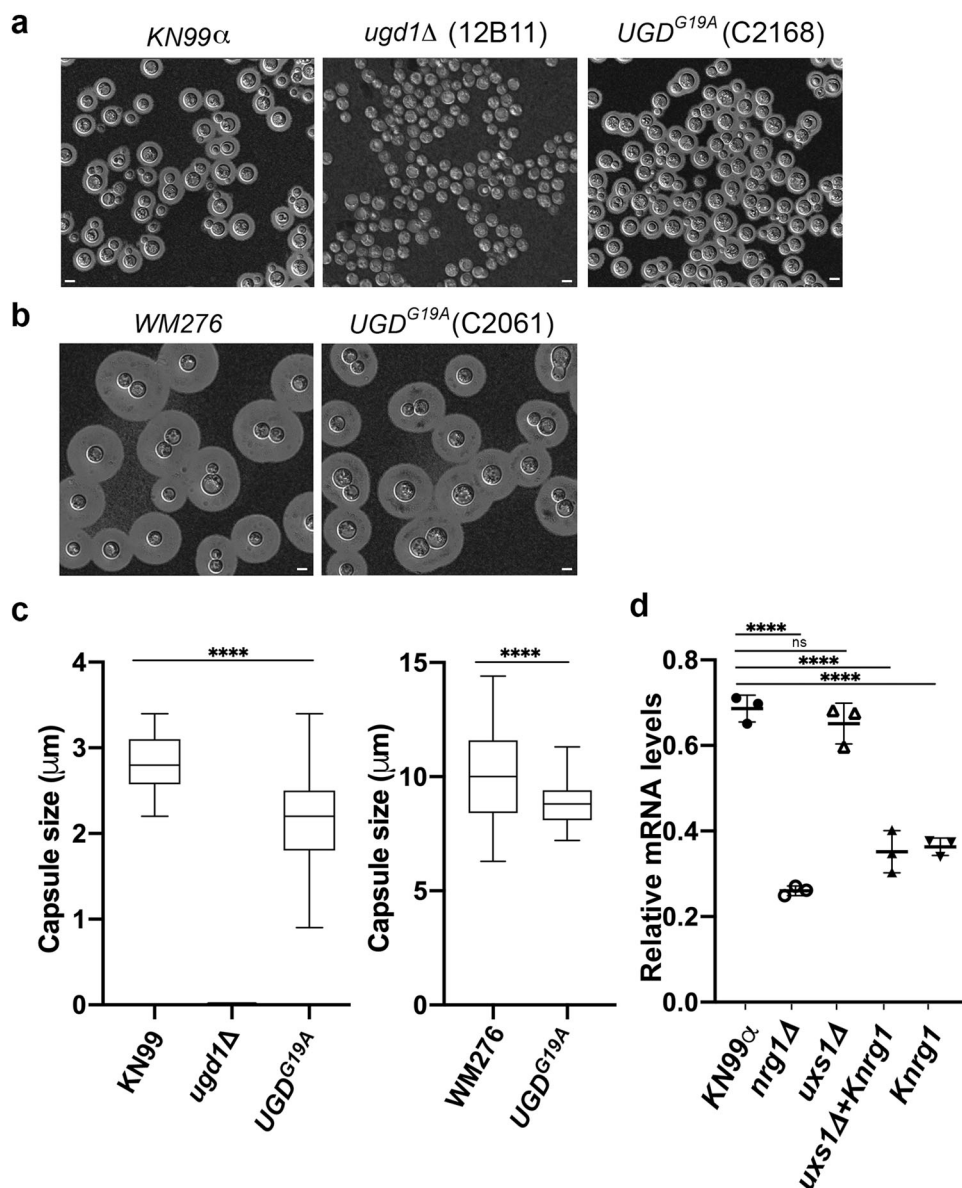 a
KN99α
ugd1Δ (12B11)
UGD^G19A (C2168)
b
WM276
UGD^G19A (C2061)
c
****
Capsule size (μm)
4
3
2
1
0
KN99
ugd1Δ
UGD^G19A
****
Capsule size (μm)
15
10
5
0
WM276
UGD^G19A
d
****
ns
****
****
Relative mRNA levels
0.8
0.6
0.4
0.2
0.0
KN99α
nrg1Δ
uxs1Δ
uxs1Δ+Knrg1
Knrg1